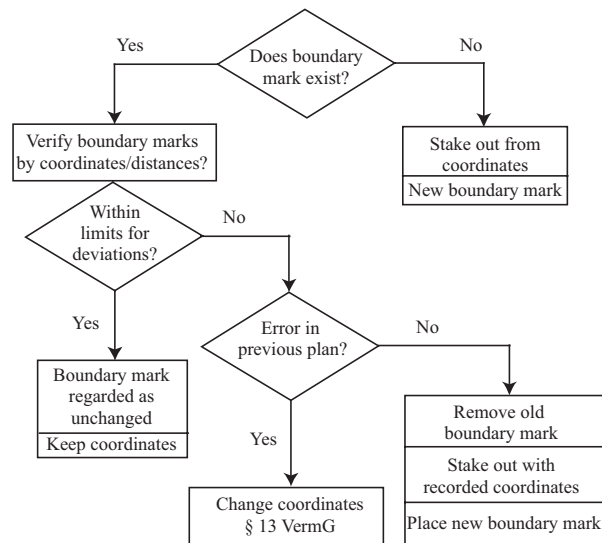 Yes
Does boundary
mark exist?
No
Verify boundary marks
by coordinates/distances?
Stake out from
coordinates
New boundary mark
Within
limits for
deviations?
No
Yes
Error in
previous plan?
No
Boundary mark
regarded as
unchanged
Keep coordinates
Yes
Remove old
boundary mark
Stake out with
recorded coordinates
Place new boundary mark
Change coordinates
§ 13 VermG